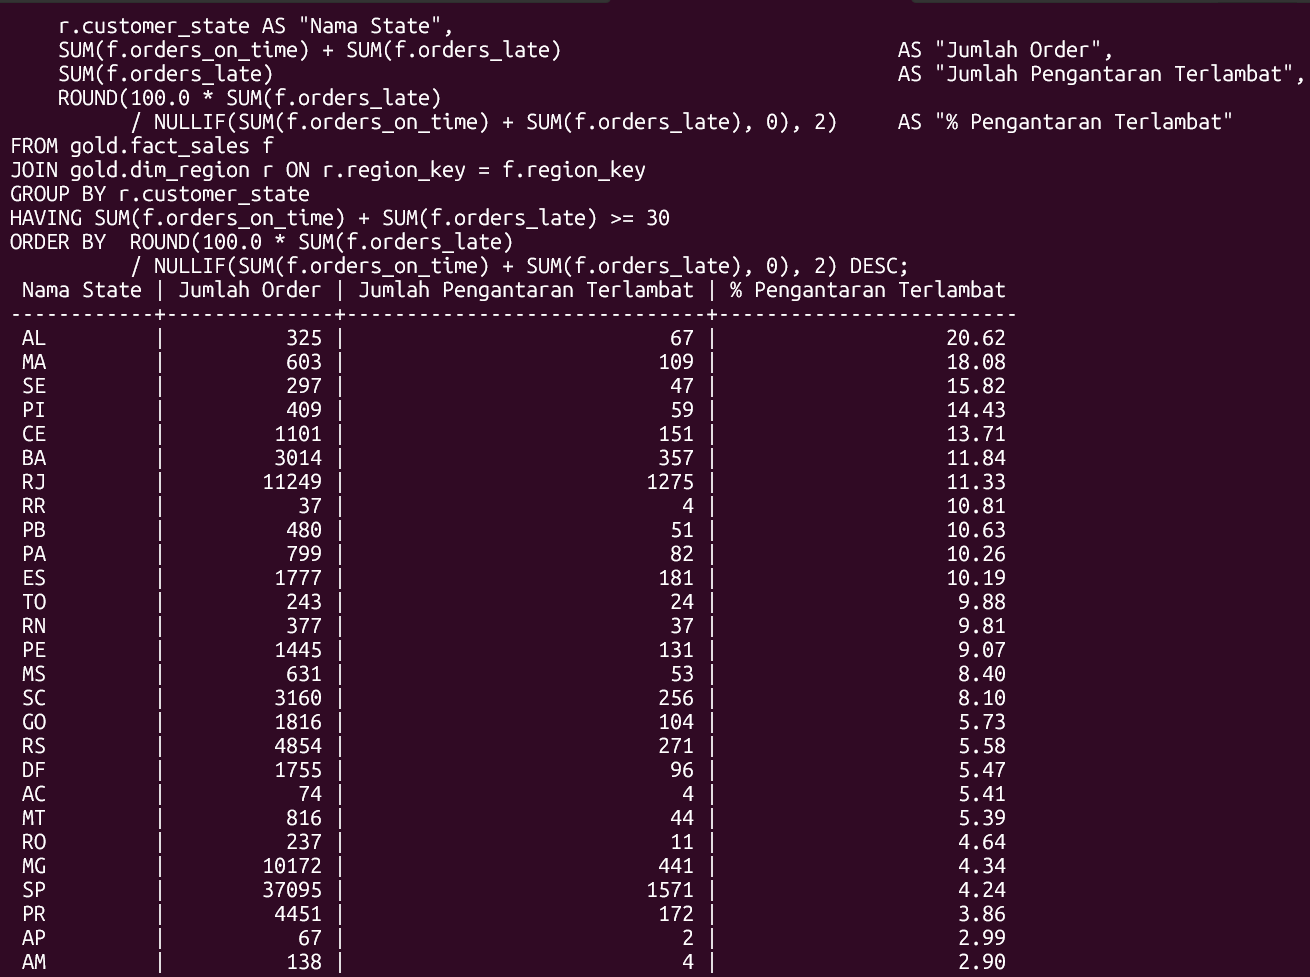 r.customer_state AS "Nama State",
    SUM(f.orders_on_time) + SUM(f.orders_late)                            AS "Jumlah Order",
    SUM(f.orders_late)                                                    AS "Jumlah Pengantaran Terlambat",
    ROUND(100.0 * SUM(f.orders_late)
          / NULLIF(SUM(f.orders_on_time) + SUM(f.orders_late), 0), 2)     AS "% Pengantaran Terlambat"
FROM gold.fact_sales f
JOIN gold.dim_region r ON r.region_key = f.region_key
GROUP BY r.customer_state
HAVING SUM(f.orders_on_time) + SUM(f.orders_late) >= 30
ORDER BY  ROUND(100.0 * SUM(f.orders_late)
          / NULLIF(SUM(f.orders_on_time) + SUM(f.orders_late), 0), 2) DESC;
 Nama State | Jumlah Order | Jumlah Pengantaran Terlambat | % Pengantaran Terlambat
------------+--------------+------------------------------+-------------------------
 AL         |          325 |                           67 |                   20.62
 MA         |          603 |                          109 |                   18.08
 SE         |          297 |                           47 |                   15.82
 PI         |          409 |                           59 |                   14.43
 CE         |         1101 |                          151 |                   13.71
 BA         |         3014 |                          357 |                   11.84
 RJ         |        11249 |                         1275 |                   11.33
 RR         |           37 |                            4 |                   10.81
 PB         |          480 |                           51 |                   10.63
 PA         |          799 |                           82 |                   10.26
 ES         |         1777 |                          181 |                   10.19
 TO         |          243 |                           24 |                    9.88
 RN         |          377 |                           37 |                    9.81
 PE         |         1445 |                          131 |                    9.07
 MS         |          631 |                           53 |                    8.40
 SC         |         3160 |                          256 |                    8.10
 GO         |         1816 |                          104 |                    5.73
 RS         |         4854 |                          271 |                    5.58
 DF         |         1755 |                           96 |                    5.47
 AC         |           74 |                            4 |                    5.41
 MT         |          816 |                           44 |                    5.39
 RO         |          237 |                           11 |                    4.64
 MG         |        10172 |                          441 |                    4.34
 SP         |        37095 |                         1571 |                    4.24
 PR         |         4451 |                          172 |                    3.86
 AP         |           67 |                            2 |                    2.99
 AM         |          138 |                            4 |                    2.90